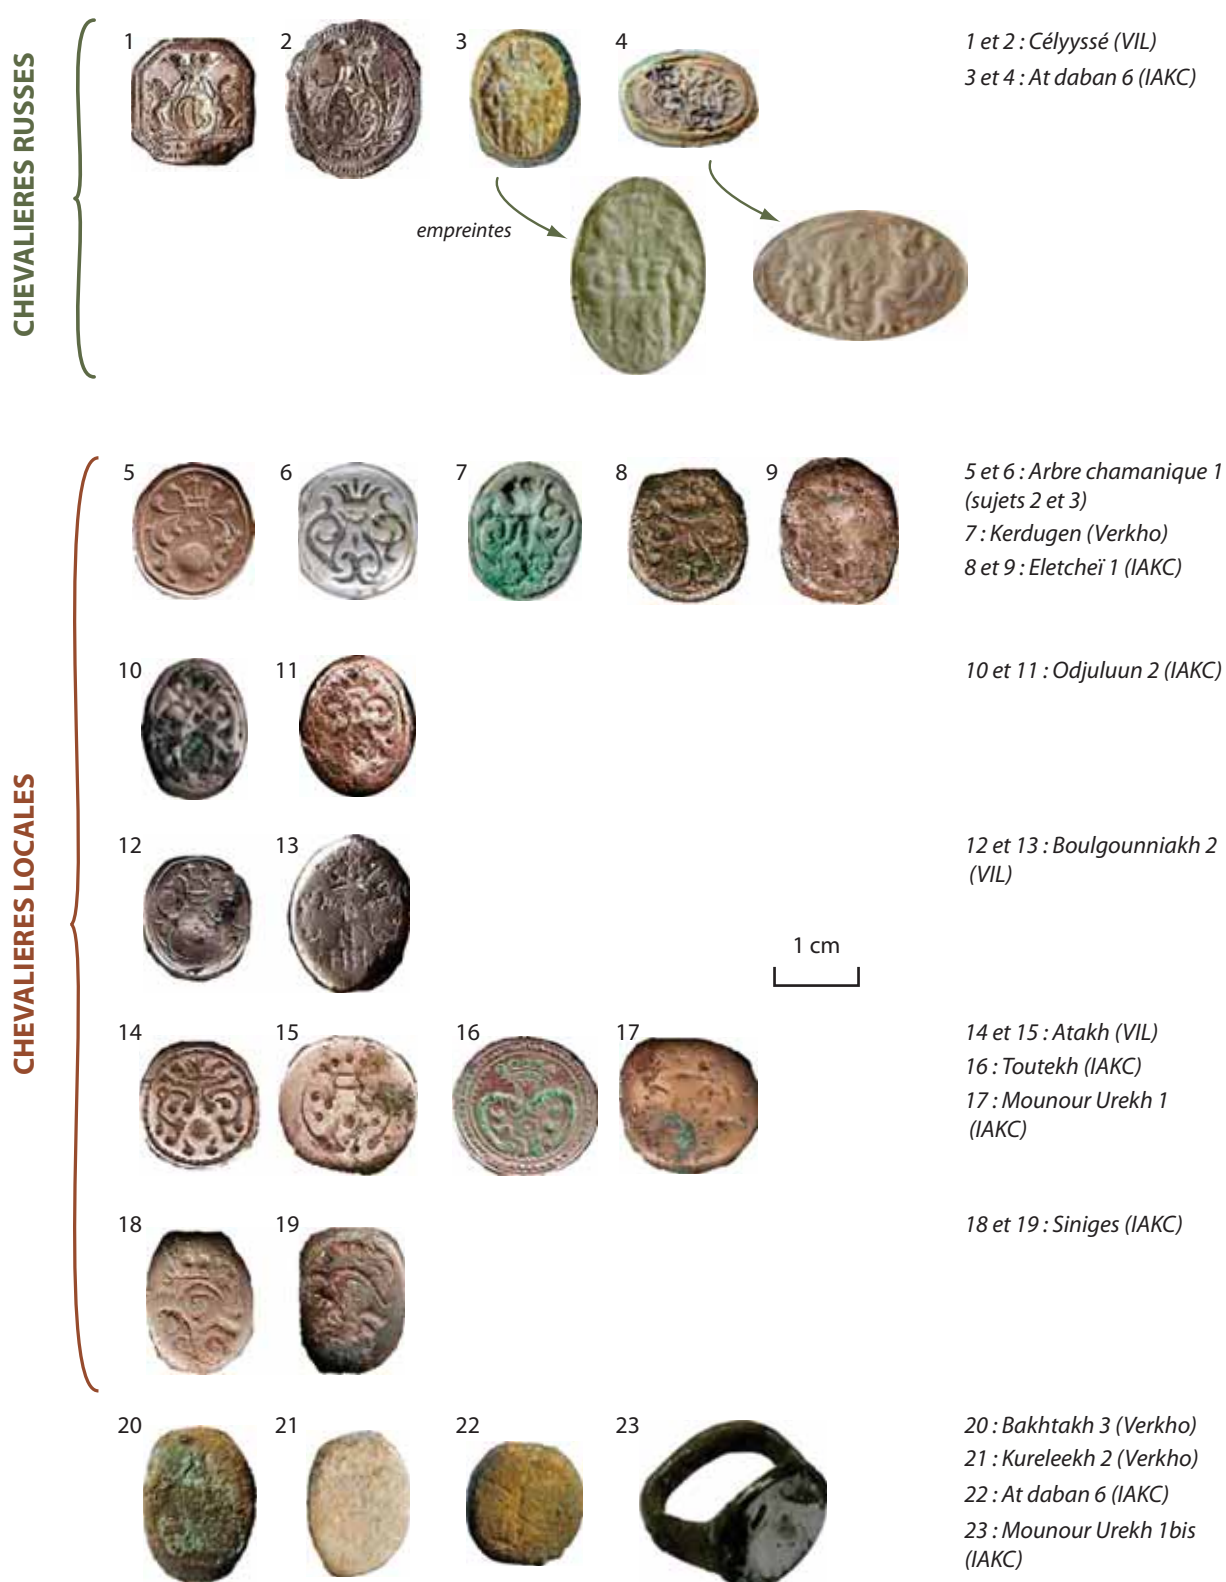 CHEVALIERES RUSSES
1
2
3
4
1 et 2 : Célyyssé (VIL)
3 et 4 : At daban 6 (IAKC)
empreintes
CHEVALIERES LOCALES
5
6
7
8
9
5 et 6 : Arbre chamanique 1
(sujets 2 et 3)
7 : Kerdugen (Verkho)
8 et 9 : Eletcheï 1 (IAKC)
10
11
10 et 11 : Odjuluun 2 (IAKC)
12
13
12 et 13 : Boulgounniakh 2
(VIL)
1 cm
14
15
16
17
14 et 15 : Atakh (VIL)
16 : Toutekh (IAKC)
17 : Mounour Urekh 1
(IAKC)
18
19
18 et 19 : Siniges (IAKC)
20
21
22
23
20 : Bakhtakh 3 (Verkho)
21 : Kureleekh 2 (Verkho)
22 : At daban 6 (IAKC)
23 : Mounour Urekh 1bis
(IAKC)